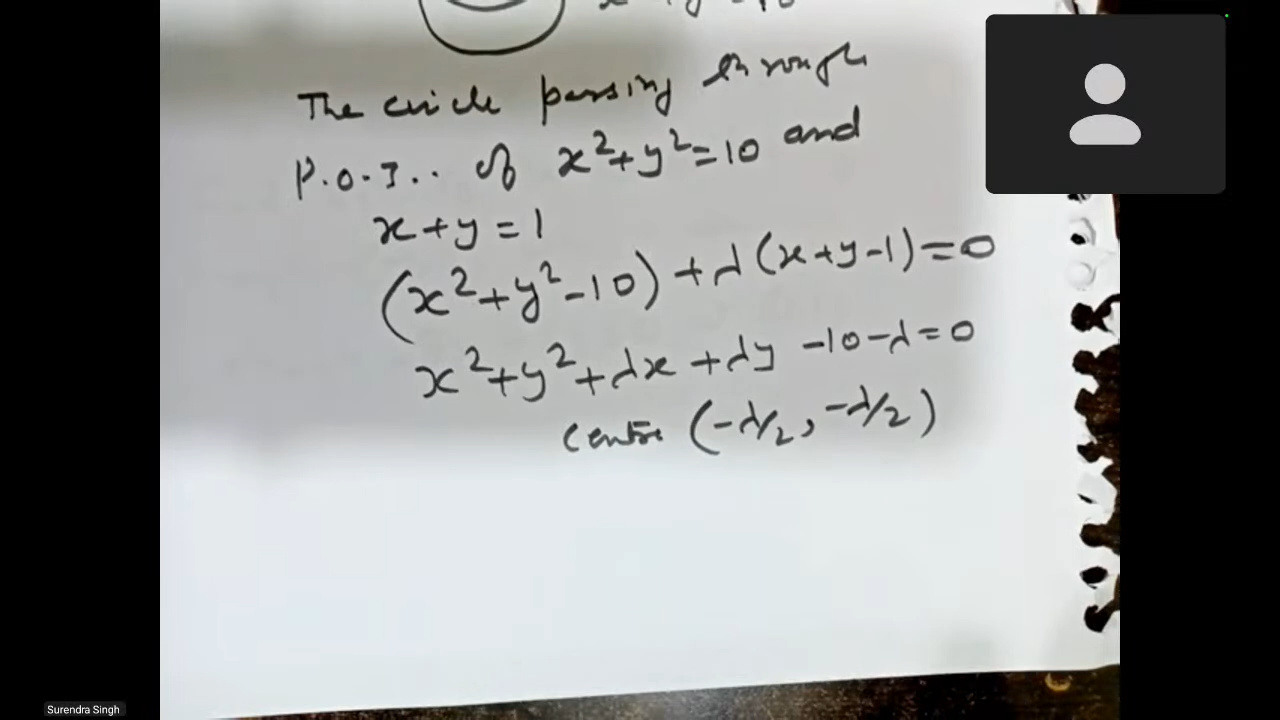 The circle passing through
P.O.I.. of x²+y²=10 and
x+y=1
(x²+y²-10)+λ(x+y-1)=0
x²+y²+λx+λy-10-λ=0
centre (-λ/2, -λ/2)
Surendra Singh